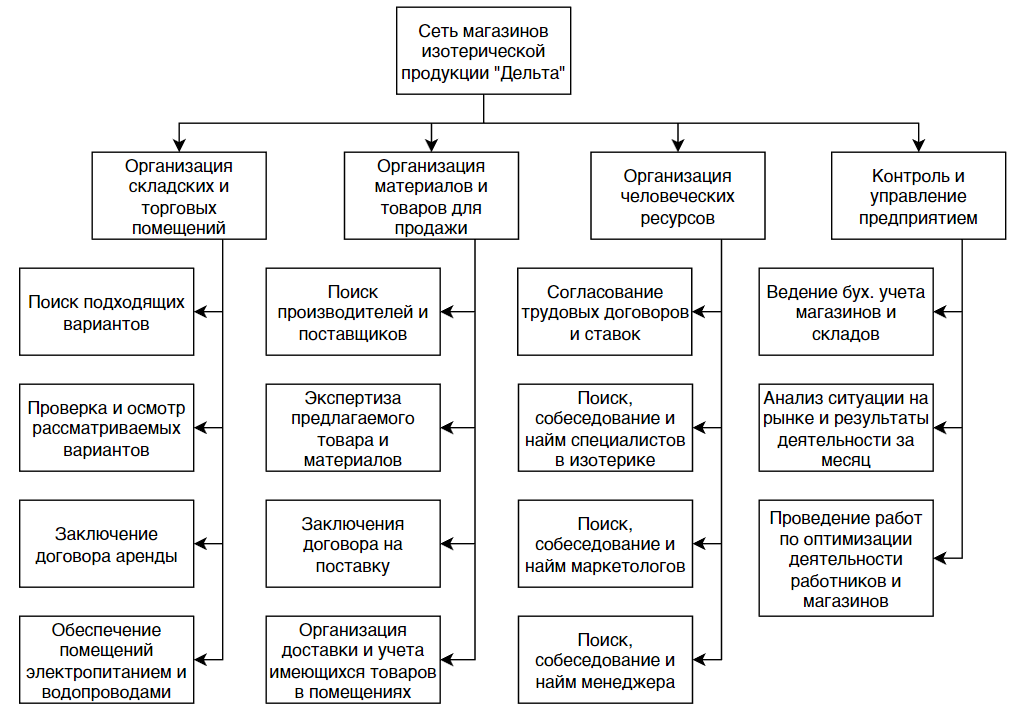 Сеть магазинов
изотерической
продукции "Дельта"
Организация
складских и
торговых
помещений
Организация
материалов и
товаров для
продажи
Организация
человеческих
ресурсов
Контроль и
управление
предприятием
Поиск подходящих
вариантов
Проверка и осмотр
рассматриваемых
вариантов
Заключение
договора аренды
Обеспечение
помещений
электропитанием и
водопроводами
Поиск
производителей и
поставщиков
Экспертиза
предлагаемого
товара и
материалов
Заключения
договора на
поставку
Организация
доставки и учета
имеющихся товаров
в помещениях
Согласование
трудовых договоров
и ставок
Поиск,
собеседование и
найм специалистов
в изотерике
Поиск,
собеседование и
найм маркетологов
Поиск,
собеседование и
найм менеджера
Ведение бух. учета
магазинов и
складов
Анализ ситуации на
рынке и результаты
деятельности за
месяц
Проведение работ
по оптимизации
деятельности
работников и
магазинов